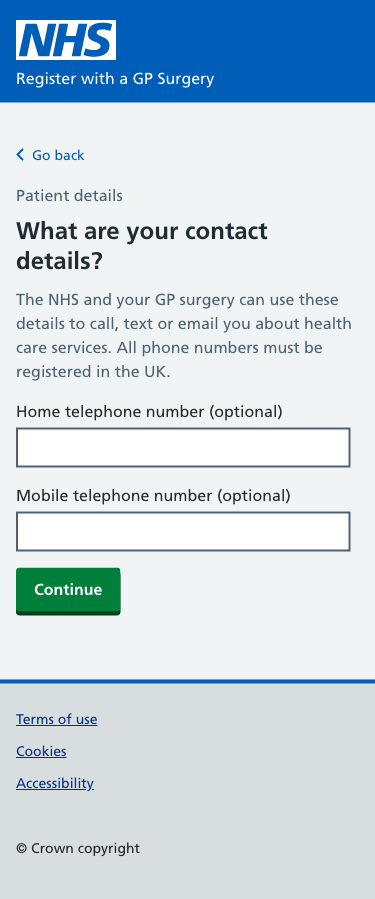 NHS
Register with a GP Surgery
Go back
Patient details
What are your contact
details?
The NHS and your GP surgery can use these
details to call, text or email you about health
care services. All phone numbers must be
registered in the UK.
Home telephone number (optional)
Mobile telephone number (optional)
Continue
Terms of use
Cookies
Accessibility
© Crown copyright